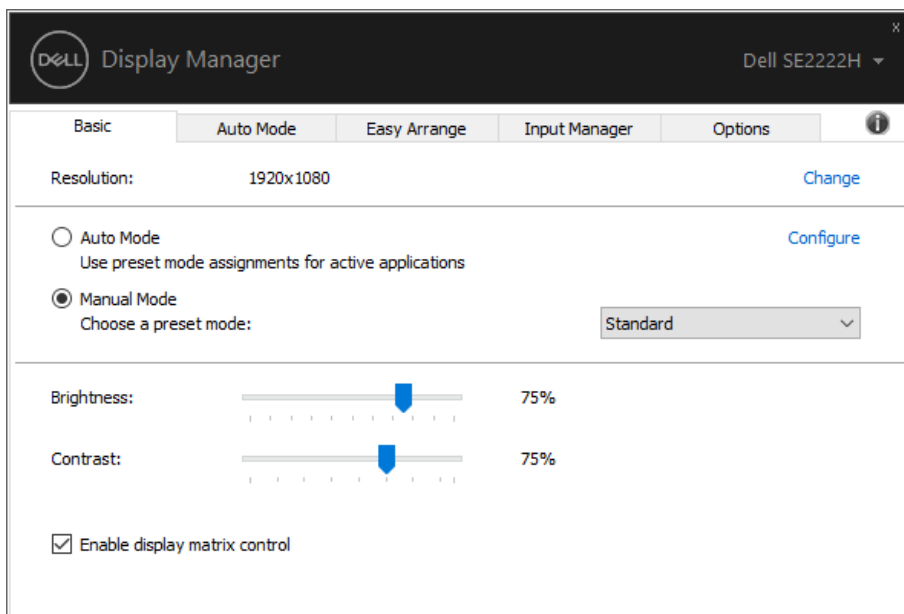 x
DELL Display Manager Dell SE2222H
Basic Auto Mode Easy Arrange Input Manager Options i
Resolution: 1920x1080 Change
Auto Mode Configure
Use preset mode assignments for active applications
Manual Mode
Choose a preset mode: Standard
Brightness: 75%
Contrast: 75%
Enable display matrix control